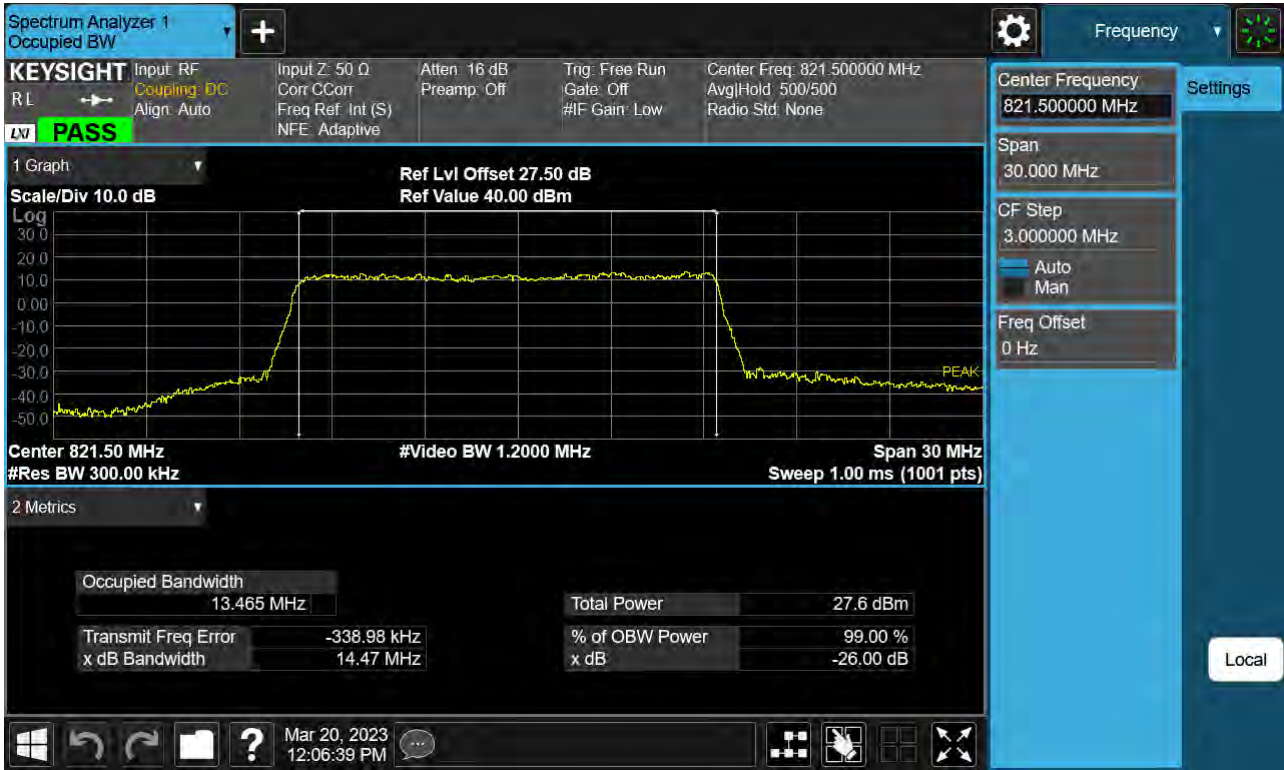 Spectrum Analyzer 1
Occupied BW
+
Frequency
KEYSIGHT
R L
LXI
PASS
Input: RF
Coupling: DC
Align: Auto
Input Z: 50 Ω
Corr CCorr
Freq Ref: Int (S)
NFE: Adaptive
Atten: 16 dB
Preamp: Off
Trig: Free Run
Gate: Off
#IF Gain: Low
Center Freq: 821.500000 MHz
Avg|Hold: 500/500
Radio Std: None
Center Frequency
821.500000 MHz
Settings
Span
30.000 MHz
CF Step
3.000000 MHz
Auto
Man
Freq Offset
0 Hz
1 Graph
Scale/Div 10.0 dB
Ref Lvl Offset 27.50 dB
Ref Value 40.00 dBm
Log
30.0
20.0
10.0
0.00
-10.0
-20.0
-30.0
-40.0
-50.0
PEAK
Center 821.50 MHz
#Video BW 1.2000 MHz
Span 30 MHz
#Res BW 300.00 kHz
Sweep 1.00 ms (1001 pts)
2 Metrics
Occupied Bandwidth
13.465 MHz
Total Power 27.6 dBm
Transmit Freq Error -338.98 kHz
% of OBW Power 99.00 %
x dB Bandwidth 14.47 MHz
x dB -26.00 dB
Local
?
Mar 20, 2023
12:06:39 PM